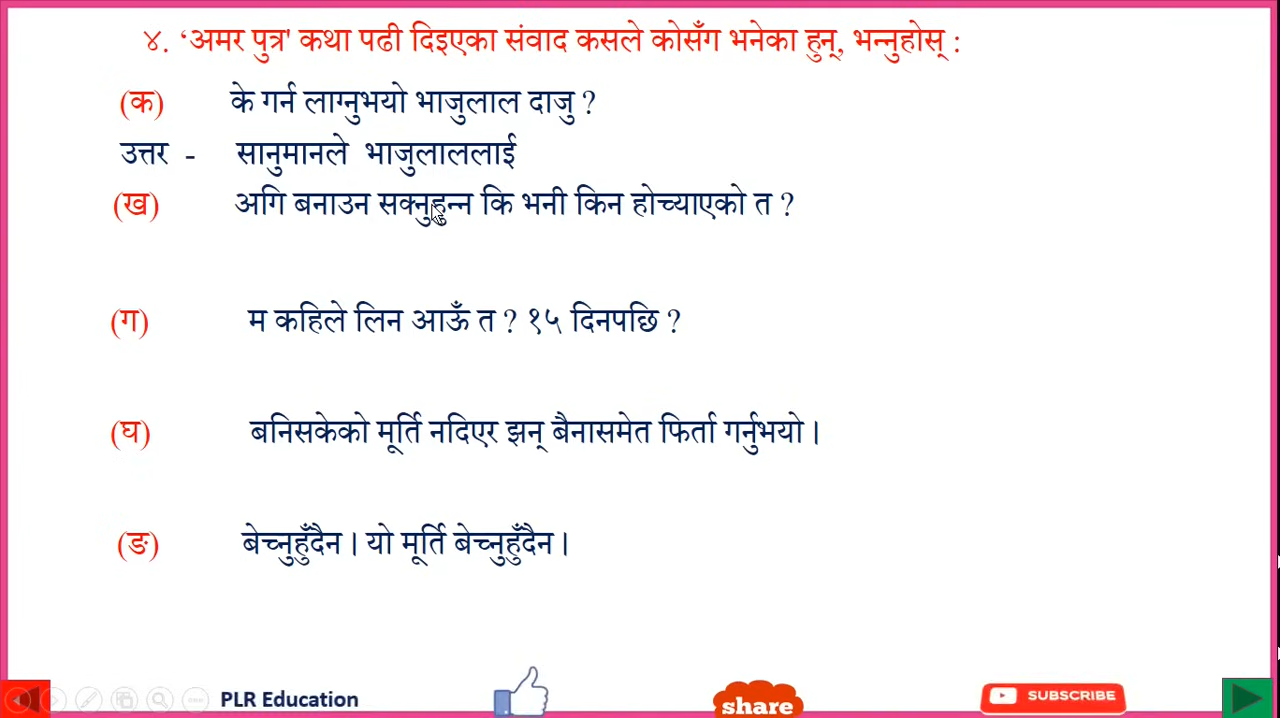 ४. ‘अमर पुत्र' कथा पढी दिइएका संवाद कसले कोसँग भनेका हुन्, भन्नुहोस् :
(क) के गर्न लाग्नुभयो भाजुलाल दाजु ?
उत्तर - सानुमानले भाजुलाललाई
(ख) अगि बनाउन सक्नुहुन्न कि भनी किन होच्याएको त ?
(ग) म कहिले लिन आऊँ त ? १५ दिनपछि ?
(घ) बनिसकेको मूर्ति नदिएर झन् बैनासमेत फिर्ता गर्नुभयो ।
(ङ) बेच्नुहुँदैन । यो मूर्ति बेच्नुहुँदैन ।
PLR Education
share
SUBSCRIBE